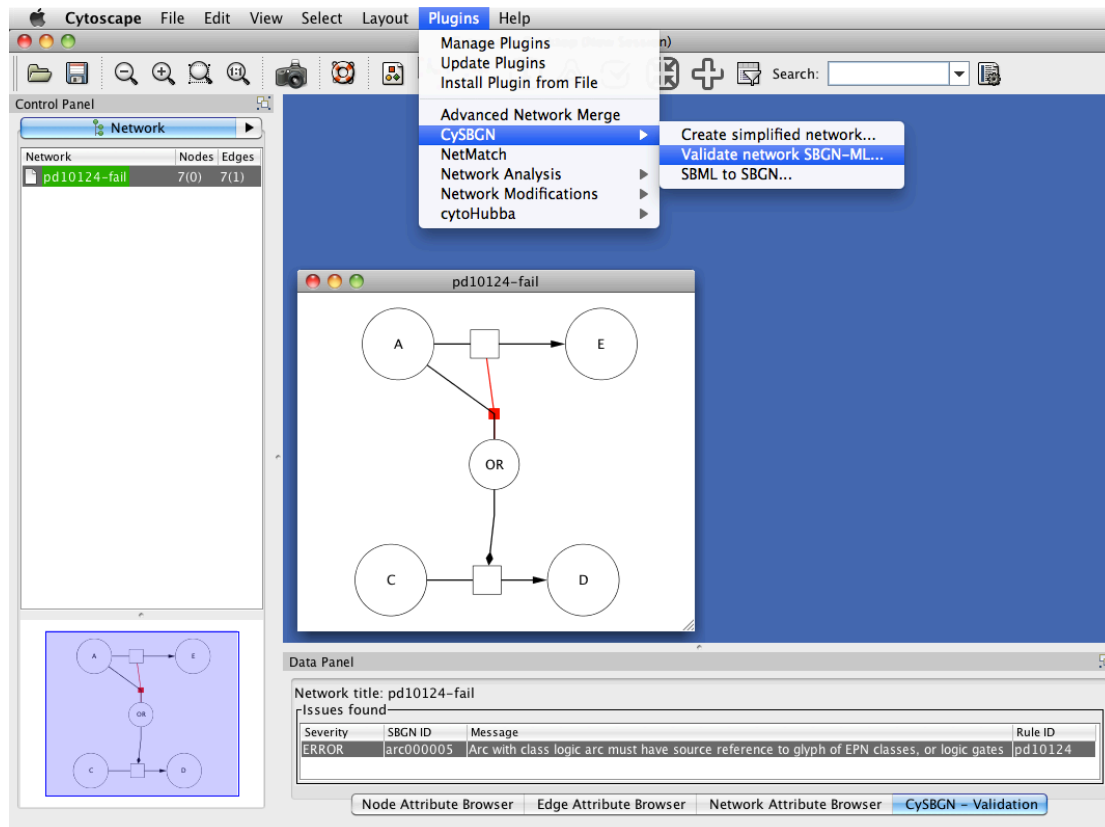 Cytoscape File Edit View Select Layout Plugins Help
n)
Manage Plugins
Update Plugins
Install Plugin from File
Advanced Network Merge
CySBGN
NetMatch
Network Analysis
Network Modifications
cytoHubba
Create simplified network...
Validate network SBGN-ML...
SBML to SBGN...
1:1
Search:
Control Panel
Network
Network Nodes Edges
pd10124-fail 7(0) 7(1)
pd10124-fail
A E
OR
C D
A E
OR
C D
Data Panel
Network title: pd10124-fail
Issues found
Severity SBGN ID Message Rule ID
ERROR arc000005 Arc with class logic arc must have source reference to glyph of EPN classes, or logic gates pd10124
Node Attribute Browser Edge Attribute Browser Network Attribute Browser CySBGN - Validation